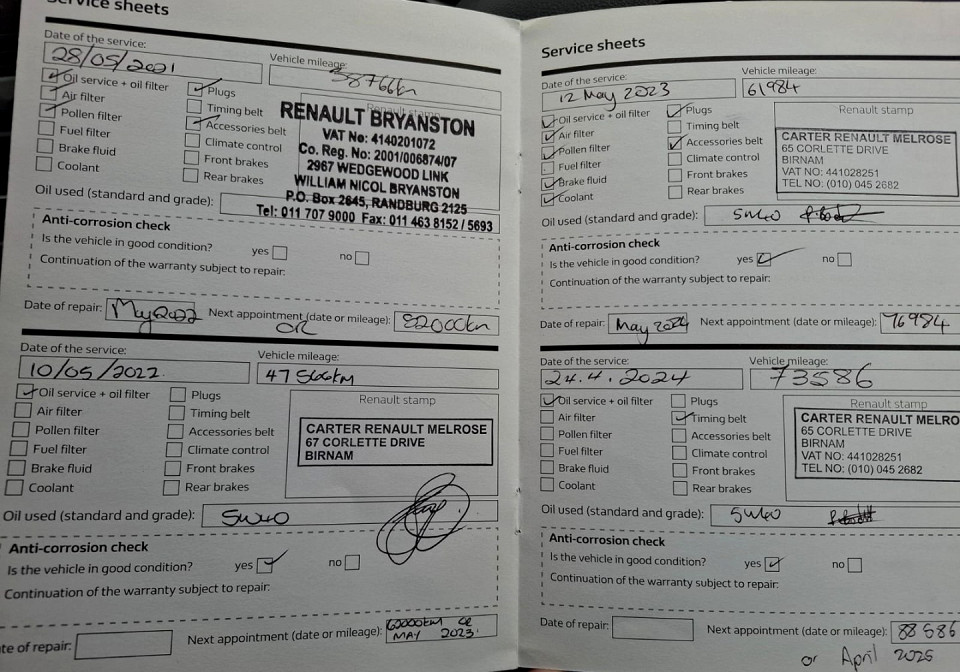 Service sheets
Date of the service:
28/05/2021
Vehicle mileage:
38766km
Oil service + oil filter
Air filter
Pollen filter
Fuel filter
Brake fluid
Coolant
Plugs
Timing belt
Accessories belt
Climate control
Front brakes
Rear brakes
RENAULT BRYANSTON
VAT No: 4140201072
Co. Reg. No: 2001/006874/07
2967 WEDGEWOOD LINK
WILLIAM NICOL BRYANSTON
P.O. Box 2645, RANDBURG 2125
Tel: 011 707 9000 Fax: 011 463 8152 / 5693
Oil used (standard and grade):
Anti-corrosion check
Is the vehicle in good condition? yes no
Continuation of the warranty subject to repair:
Date of repair: May 2022 Next appointment (date or mileage):
OR
Date of the service:
10/05/2022
Vehicle mileage:
47566km
Oil service + oil filter
Air filter
Pollen filter
Fuel filter
Brake fluid
Coolant
Plugs
Timing belt
Accessories belt
Climate control
Front brakes
Rear brakes
Renault stamp
CARTER RENAULT MELROSE
67 CORLETTE DRIVE
BIRNAM
Oil used (standard and grade): 5W40
Anti-corrosion check
Is the vehicle in good condition? yes no
Continuation of the warranty subject to repair:
te of repair: Next appointment (date or mileage): 62000km OR
MAY 2023
Service sheets
Date of the service:
12 May 2023
Vehicle mileage:
61984
Oil service + oil filter
Air filter
Pollen filter
Fuel filter
Brake fluid
Coolant
Plugs
Timing belt
Accessories belt
Climate control
Front brakes
Rear brakes
Renault stamp
CARTER RENAULT MELROSE
65 CORLETTE DRIVE
BIRNAM
VAT NO: 441028251
TEL NO: (010) 045 2682
Oil used (standard and grade): 5W40
Anti-corrosion check
Is the vehicle in good condition? yes no
Continuation of the warranty subject to repair:
Date of repair: May 2024 Next appointment (date or mileage): 76984
Date of the service:
24.4.2024
Vehicle mileage:
73586
Oil service + oil filter
Air filter
Pollen filter
Fuel filter
Brake fluid
Coolant
Plugs
Timing belt
Accessories belt
Climate control
Front brakes
Rear brakes
Renault stamp
CARTER RENAULT MELRO
65 CORLETTE DRIVE
BIRNAM
VAT NO: 441028251
TEL NO: (010) 045 2682
Oil used (standard and grade): 5W40
Anti-corrosion check
Is the vehicle in good condition? yes no
Continuation of the warranty subject to repair:
Date of repair: Next appointment (date or mileage): 88586
or April 2025